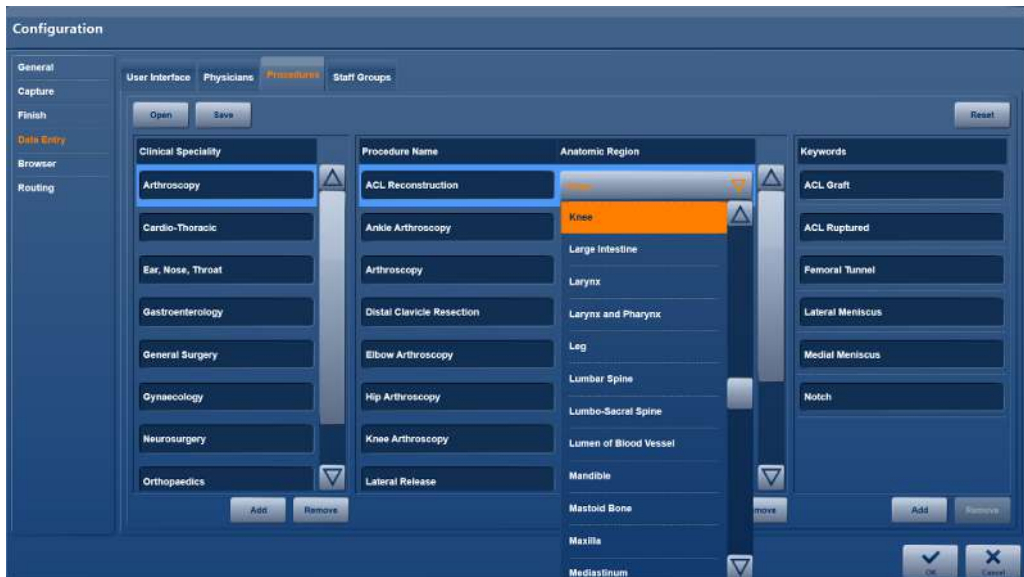 Configuration
General
Capture
Finish
Data Entry
Browser
Routing
User Interface Physicians Procedures Staff Groups
Open Save Reset
Clinical Speciality
Arthroscopy
Cardio-Thoracic
Ear, Nose, Throat
Gastroenterology
General Surgery
Gynaecology
Neurosurgery
Orthopaedics
Add Remove
Procedure Name Anatomic Region
ACL Reconstruction
Ankle Arthroscopy
Arthroscopy
Distal Clavicle Resection
Elbow Arthroscopy
Hip Arthroscopy
Knee Arthroscopy
Lateral Release
Knee
Large Intestine
Larynx
Larynx and Pharynx
Leg
Lumbar Spine
Lumbo-Sacral Spine
Lumen of Blood Vessel
Mandible
Mastoid Bone
Maxilla
Mediastinum
move
Keywords
ACL Graft
ACL Ruptured
Femoral Tunnel
Lateral Meniscus
Medial Meniscus
Notch
Add Remove
OK Cancel